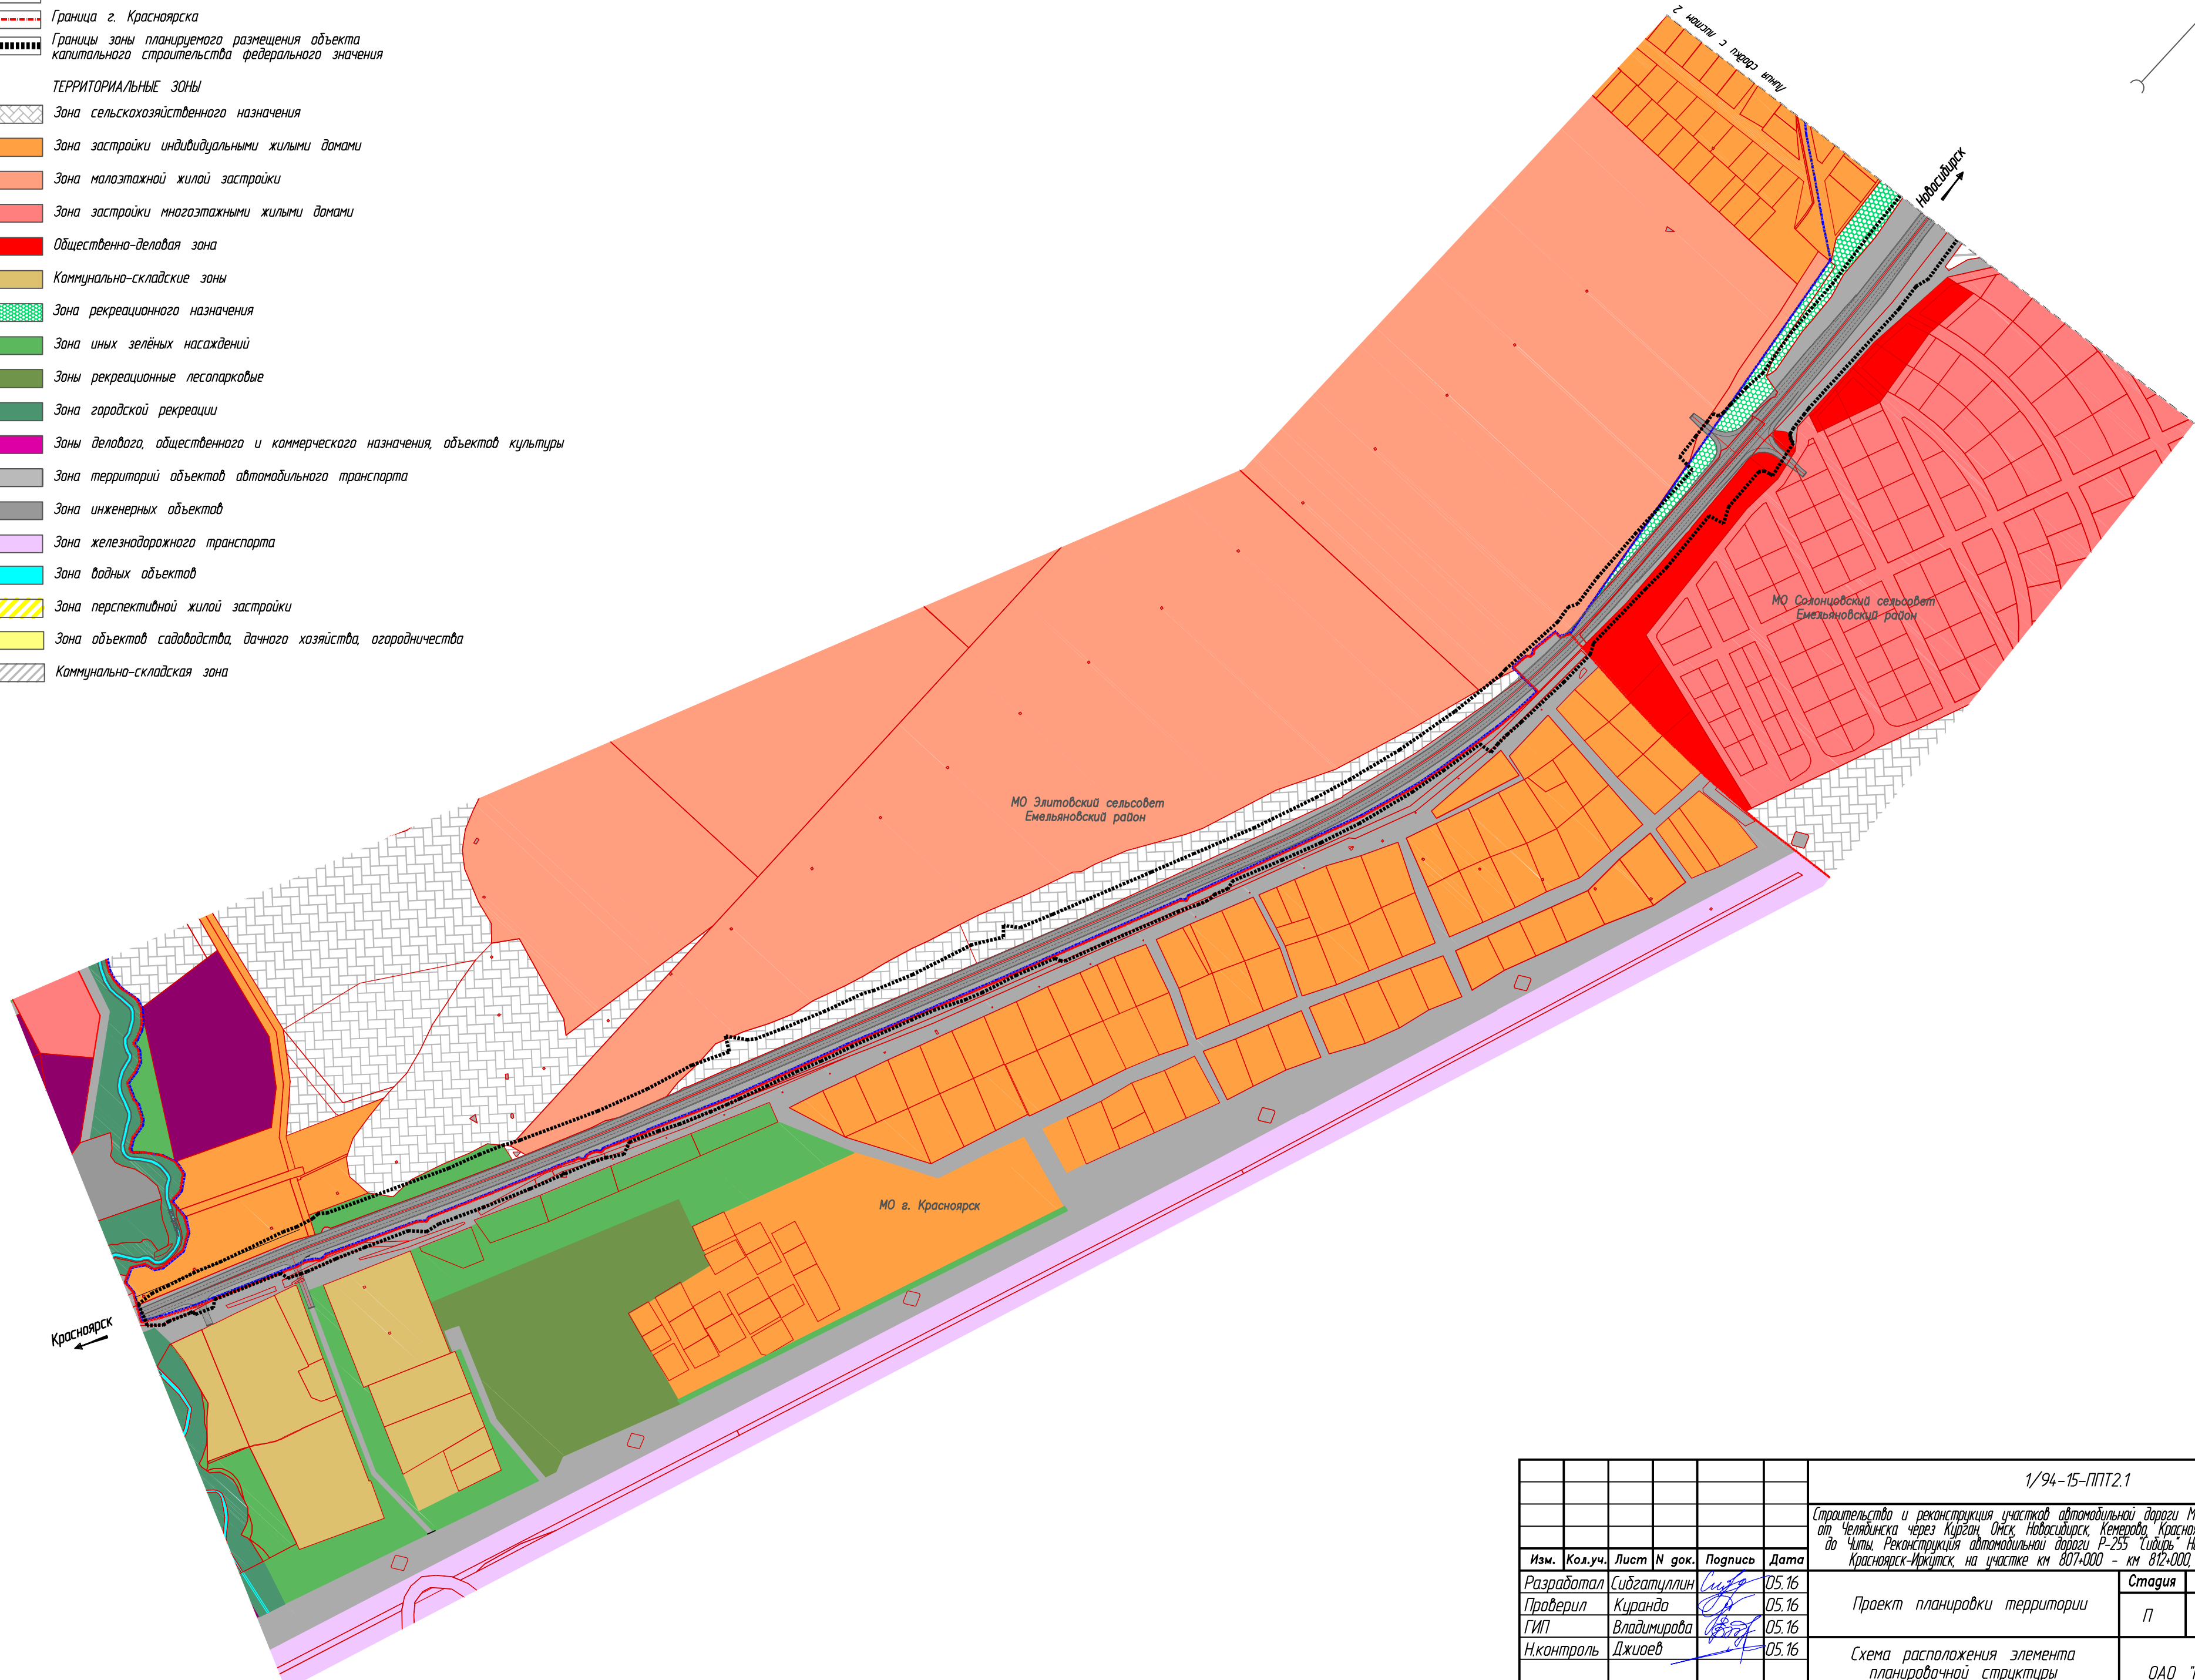 Граница г. Красноярска
Границы зоны планируемого размещения объекта
капитального строительства федерального значения
ТЕРРИТОРИАЛЬНЫЕ ЗОНЫ
Зона сельскохозяйственного назначения
Зона застройки индивидуальными жилыми домами
Зона малоэтажной жилой застройки
Зона застройки многоэтажными жилыми домами
Общественно-деловая зона
Коммунально-складские зоны
Зона рекреационного назначения
Зона иных зелёных насаждений
Зоны рекреационные лесопарковые
Зона городской рекреации
Зоны делового, общественного и коммерческого назначения, объектов культуры
Зона территорий объектов автомобильного транспорта
Зона инженерных объектов
Зона железнодорожного транспорта
Зона водных объектов
Зона перспективной жилой застройки
Зона объектов садоводства, дачного хозяйства, огородничества
Коммунально-складская зона
Линия сводки с листом 2
Новосибирск
МО Солонцовский сельсовет
Емельяновский район
МО Элитовский сельсовет
Емельяновский район
МО г. Красноярск
Красноярск
1/94-15-ППТ2.1
Строительство и реконструкция участков автомобильной дороги М
от Челябинска через Курган, Омск, Новосибирск, Кемерово, Красно
до Читы. Реконструкция автомобильной дороги Р-255 "Сибирь" Но
Красноярск-Иркутск, на участке км 807+000 - км 812+000,
Изм. Кол.уч. Лист N док. Подпись Дата
Разработал Сибгатуллин 05.16
Проверил Курандо 05.16
ГИП Владимирова 05.16
Н.контроль Джиоев 05.16
Проект планировки территории
Стадия
П
Схема расположения элемента
планировочной структуры
ОАО